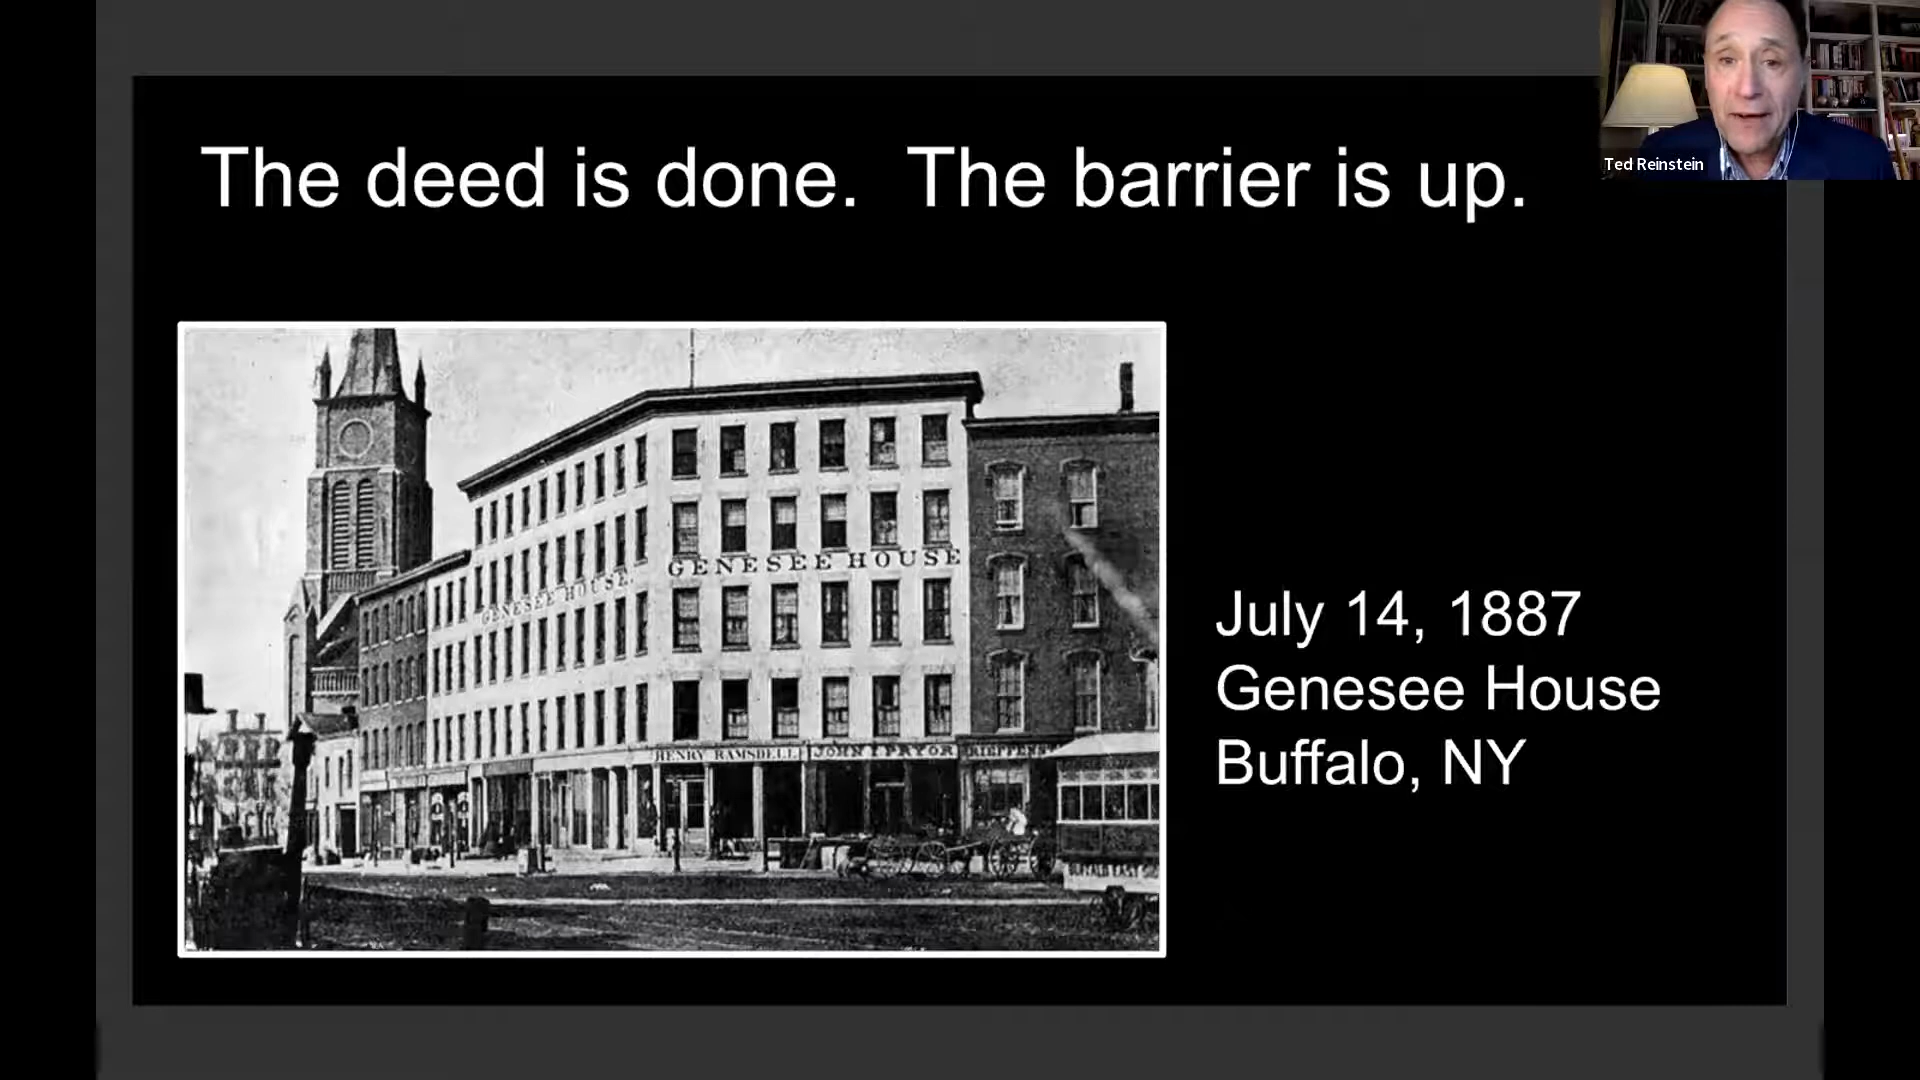 The deed is done.  The barrier is up.
Ted Reinstein
GENESEE HOUSE
GENESEE HOUSE.
HENRY RAMSDELL
JOHN PRYOR
July 14, 1887
Genesee House
Buffalo, NY